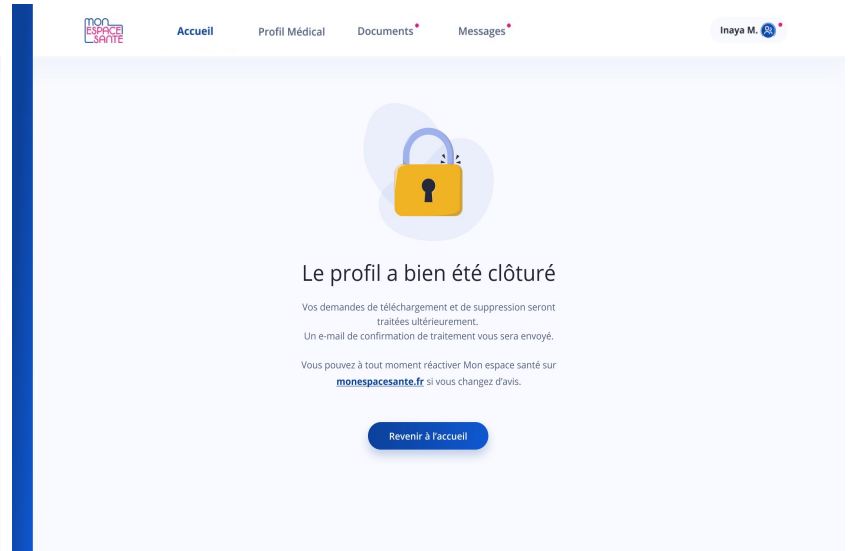 mon
ESPACE
SANTÉ
Accueil
Profil Médical
Documents
Messages
Inaya M.
Le profil a bien été clôturé
Vos demandes de téléchargement et de suppression seront
traitées ultérieurement.
Un e-mail de confirmation de traitement vous sera envoyé.
Vous pouvez à tout moment réactiver Mon espace santé sur
monespacesante.fr si vous changez d'avis.
Revenir à l'accueil